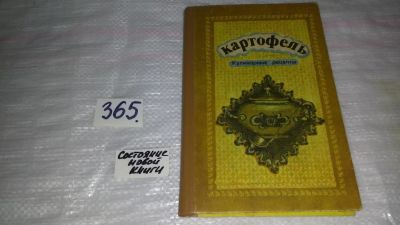 365.
Состояние
новой
книги
картофель
Кулинарные рецепты